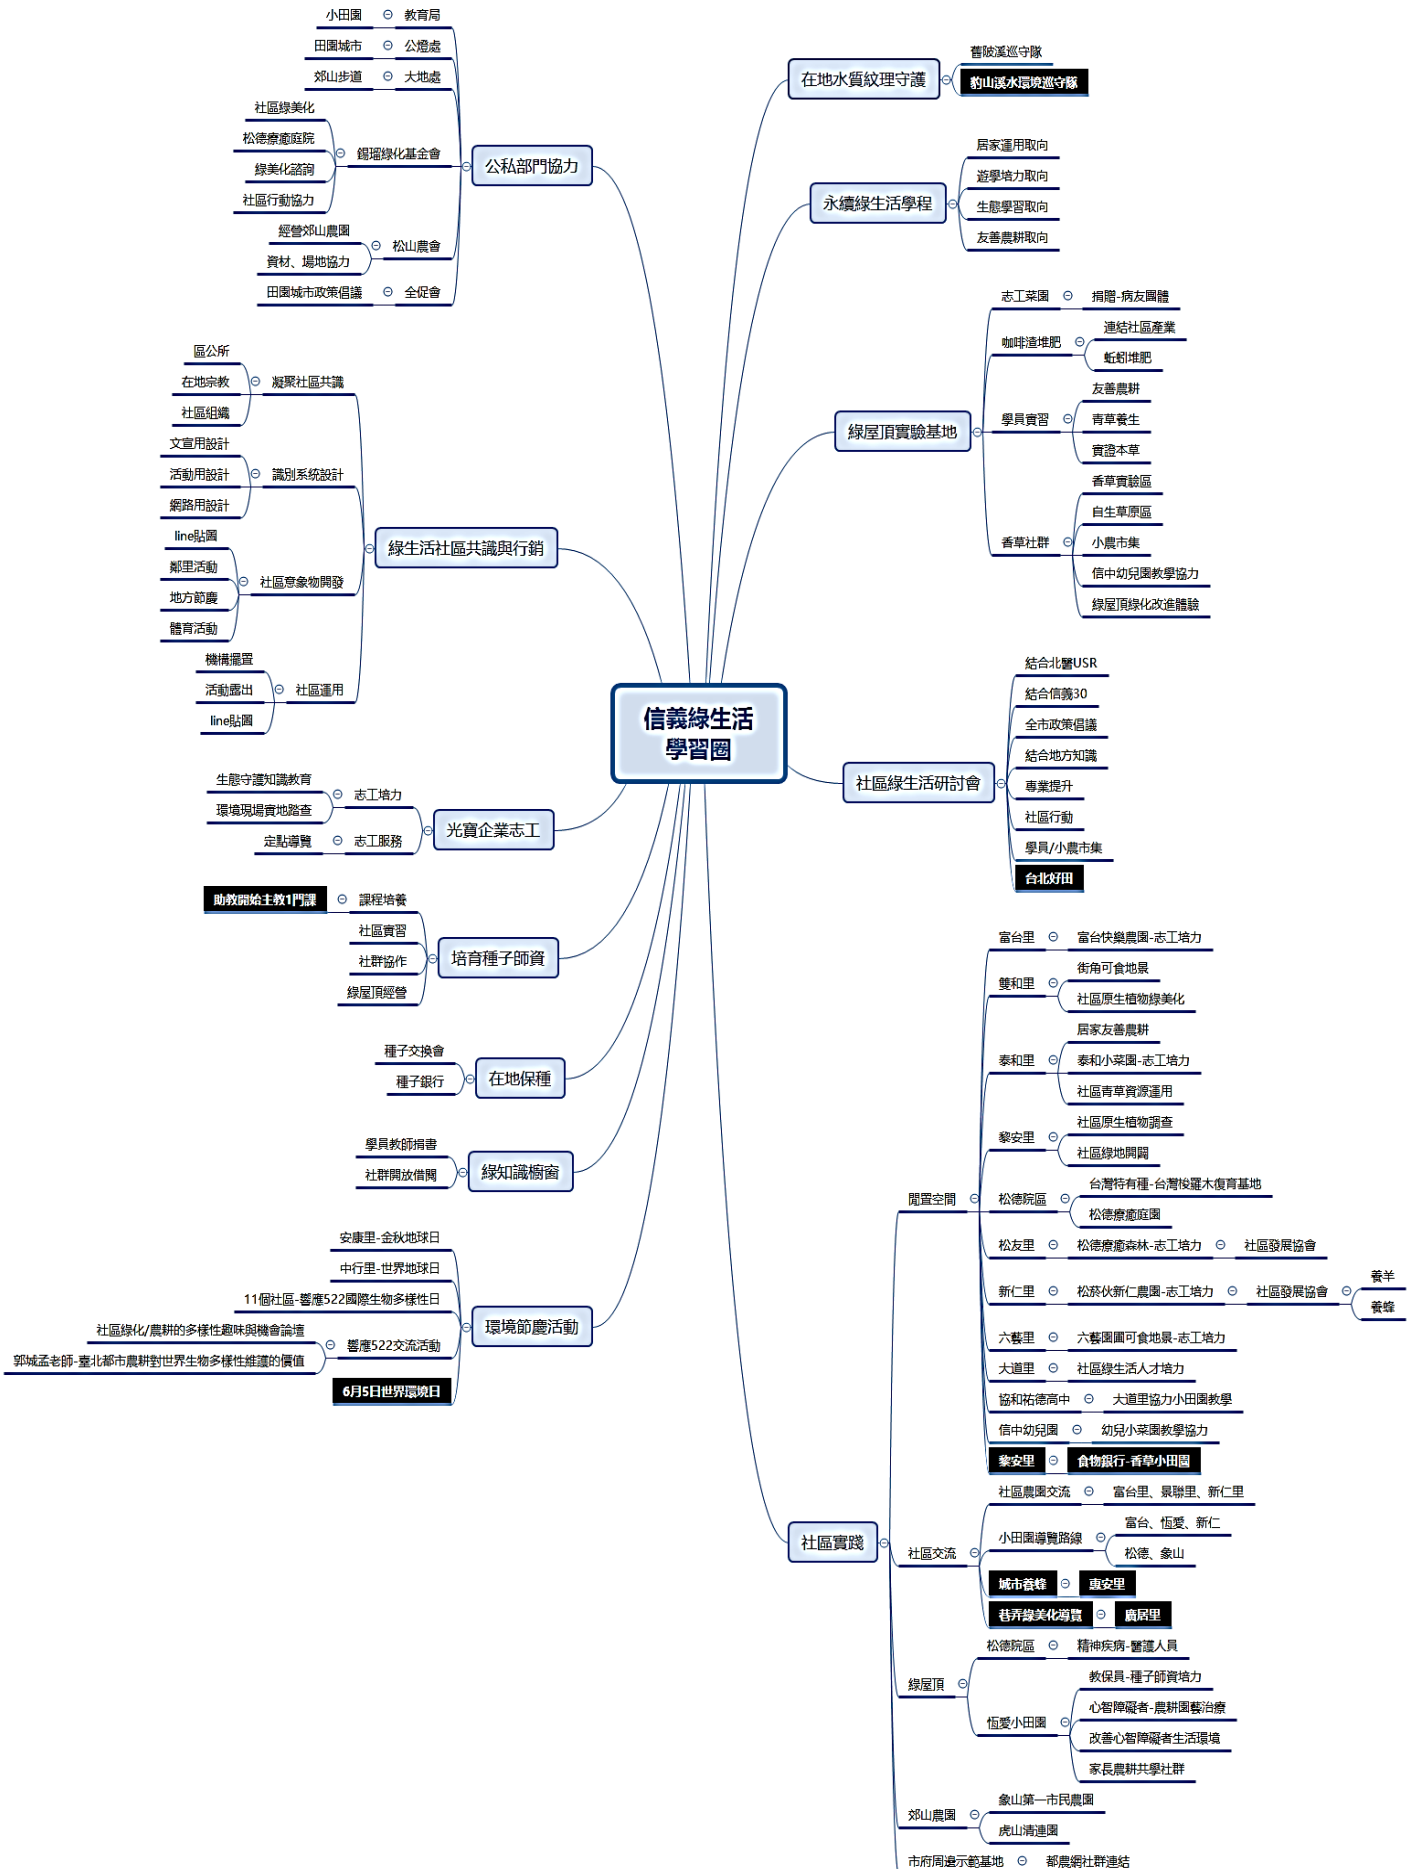 信義綠生活
學習圈
公私部門協力
教育局
小田園
公燈處
田園城市
大地處
郊山步道
錫瑠綠化基金會
社區綠美化
松德療癒庭院
綠美化諮詢
社區行動協力
松山農會
經營郊山農園
資材、場地協力
全促會
田園城市政策倡議
綠生活社區共識與行銷
凝聚社區共識
區公所
在地宗教
社區組織
識別系統設計
文宣用設計
活動用設計
網路用設計
社區意象物開發
line貼圖
鄰里活動
地方節慶
體育活動
社區運用
機構擺置
活動露出
line貼圖
光寶企業志工
志工培力
生態守護知識教育
環境現場實地踏查
志工服務
定點導覽
培育種子師資
課程培養
助教開始主教1門課
社區實習
社群協作
綠屋頂經營
在地保種
種子交換會
種子銀行
綠知識櫥窗
學員教師捐書
社群開放借閱
環境節慶活動
安康里-金秋地球日
中行里-世界地球日
11個社區-響應522國際生物多樣性日
響應522交流活動
社區綠化/農耕的多樣性趣味與機會論壇
郭城孟老師-臺北都市農耕對世界生物多樣性維護的價值
6月5日世界環境日
在地水質紋理守護
舊陂溪巡守隊
豹山溪水環境巡守隊
永續綠生活學程
居家運用取向
遊學培力取向
生態學習取向
友善農耕取向
綠屋頂實驗基地
志工菜園
捐贈-病友團體
咖啡渣堆肥
連結社區產業
蚯蚓堆肥
學員實習
友善農耕
青草養生
實證本草
香草社群
香草實驗區
自生草原區
小農市集
信中幼兒園教學協力
綠屋頂綠化改進體驗
社區綠生活研討會
結合北醫USR
結合信義30
全市政策倡議
結合地方知識
專業提升
社區行動
學員/小農市集
台北好田
社區實踐
閒置空間
富台里
富台快樂農園-志工培力
雙和里
街角可食地景
社區原生植物綠美化
泰和里
居家友善農耕
泰和小菜園-志工培力
社區青草資源運用
黎安里
社區原生植物調查
社區綠地開闢
松德院區
台灣特有種-台灣梭羅木復育基地
松德療癒庭園
松友里
松德療癒森林-志工培力
社區發展協會
新仁里
松菸伙新仁農園-志工培力
社區發展協會
養羊
養蜂
六藝里
六藝園圃可食地景-志工培力
大道里
社區綠生活人才培力
協和祐德高中
大道里協力小田園教學
信中幼兒園
幼兒小菜園教學協力
黎安里
食物銀行-香草小田園
社區交流
社區農園交流
富台里、景聯里、新仁里
小田園導覽路線
富台、恆愛、新仁
松德、象山
城市養蜂
惠安里
巷弄綠美化導覽
廣居里
綠屋頂
松德院區
精神疾病-醫護人員
恆愛小田園
教保員-種子師資培力
心智障礙者-農耕園藝治療
改善心智障礙者生活環境
家長農耕共學社群
郊山農園
象山第一市民農園
虎山清連園
市府周邊示範基地
都農網社群連結